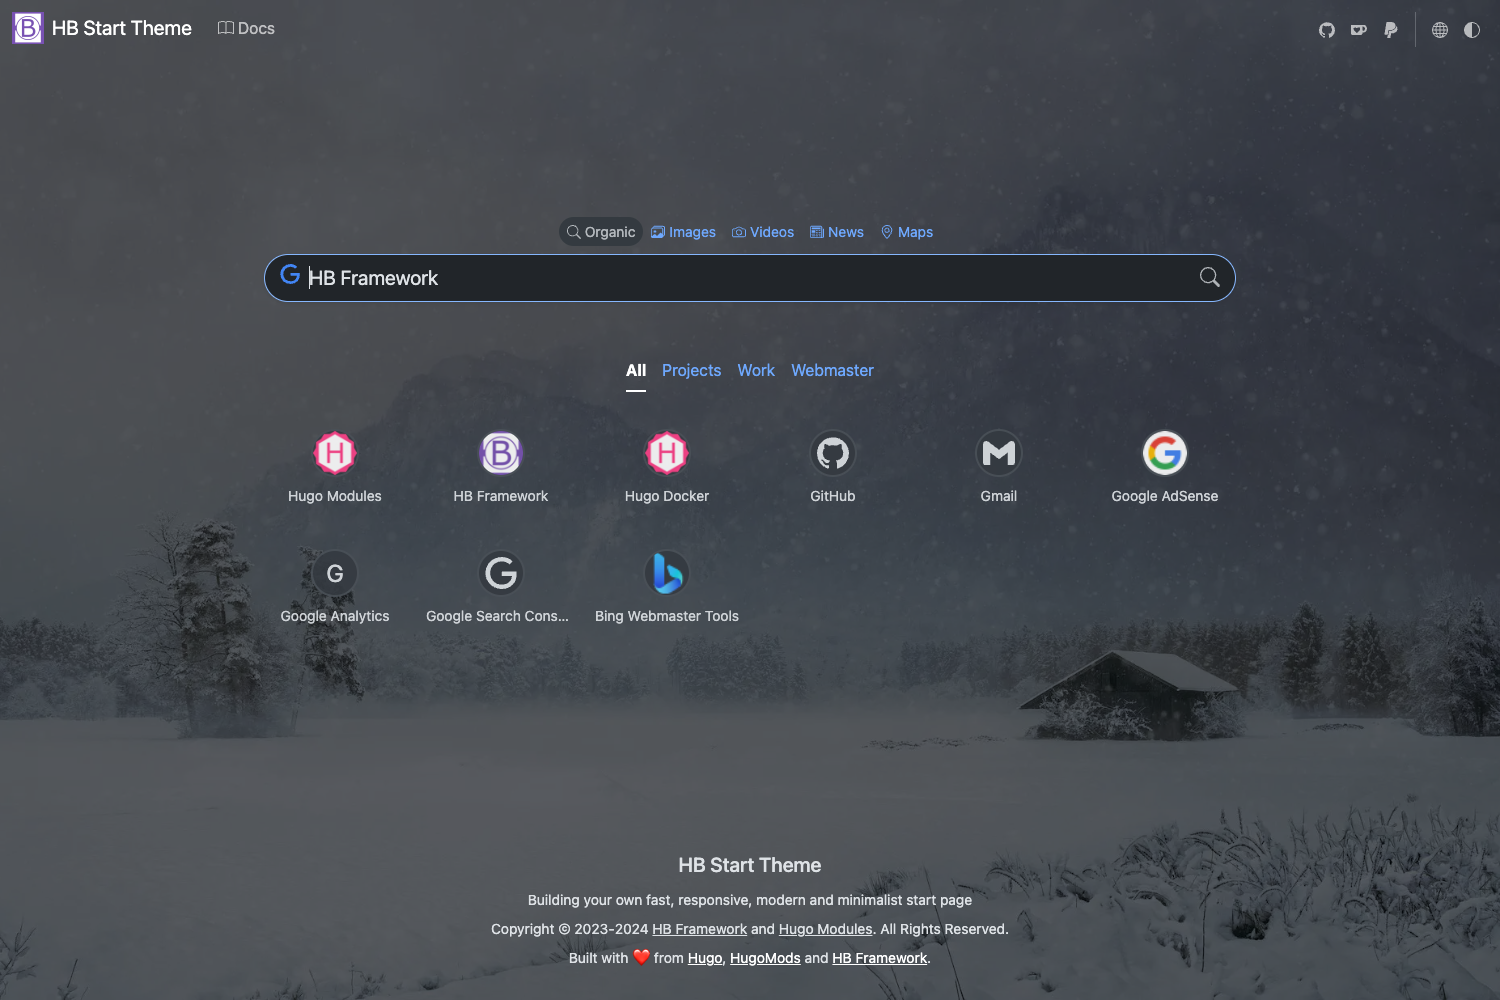 HB Start Theme Docs
Organic Images Videos News Maps
HB Framework
All Projects Work Webmaster
Hugo Modules HB Framework Hugo Docker GitHub Gmail Google AdSense
G
Google Analytics Google Search Cons... Bing Webmaster Tools
HB Start Theme
Building your own fast, responsive, modern and minimalist start page
Copyright © 2023-2024 HB Framework and Hugo Modules. All Rights Reserved.
Built with ❤️ from Hugo, HugoMods and HB Framework.